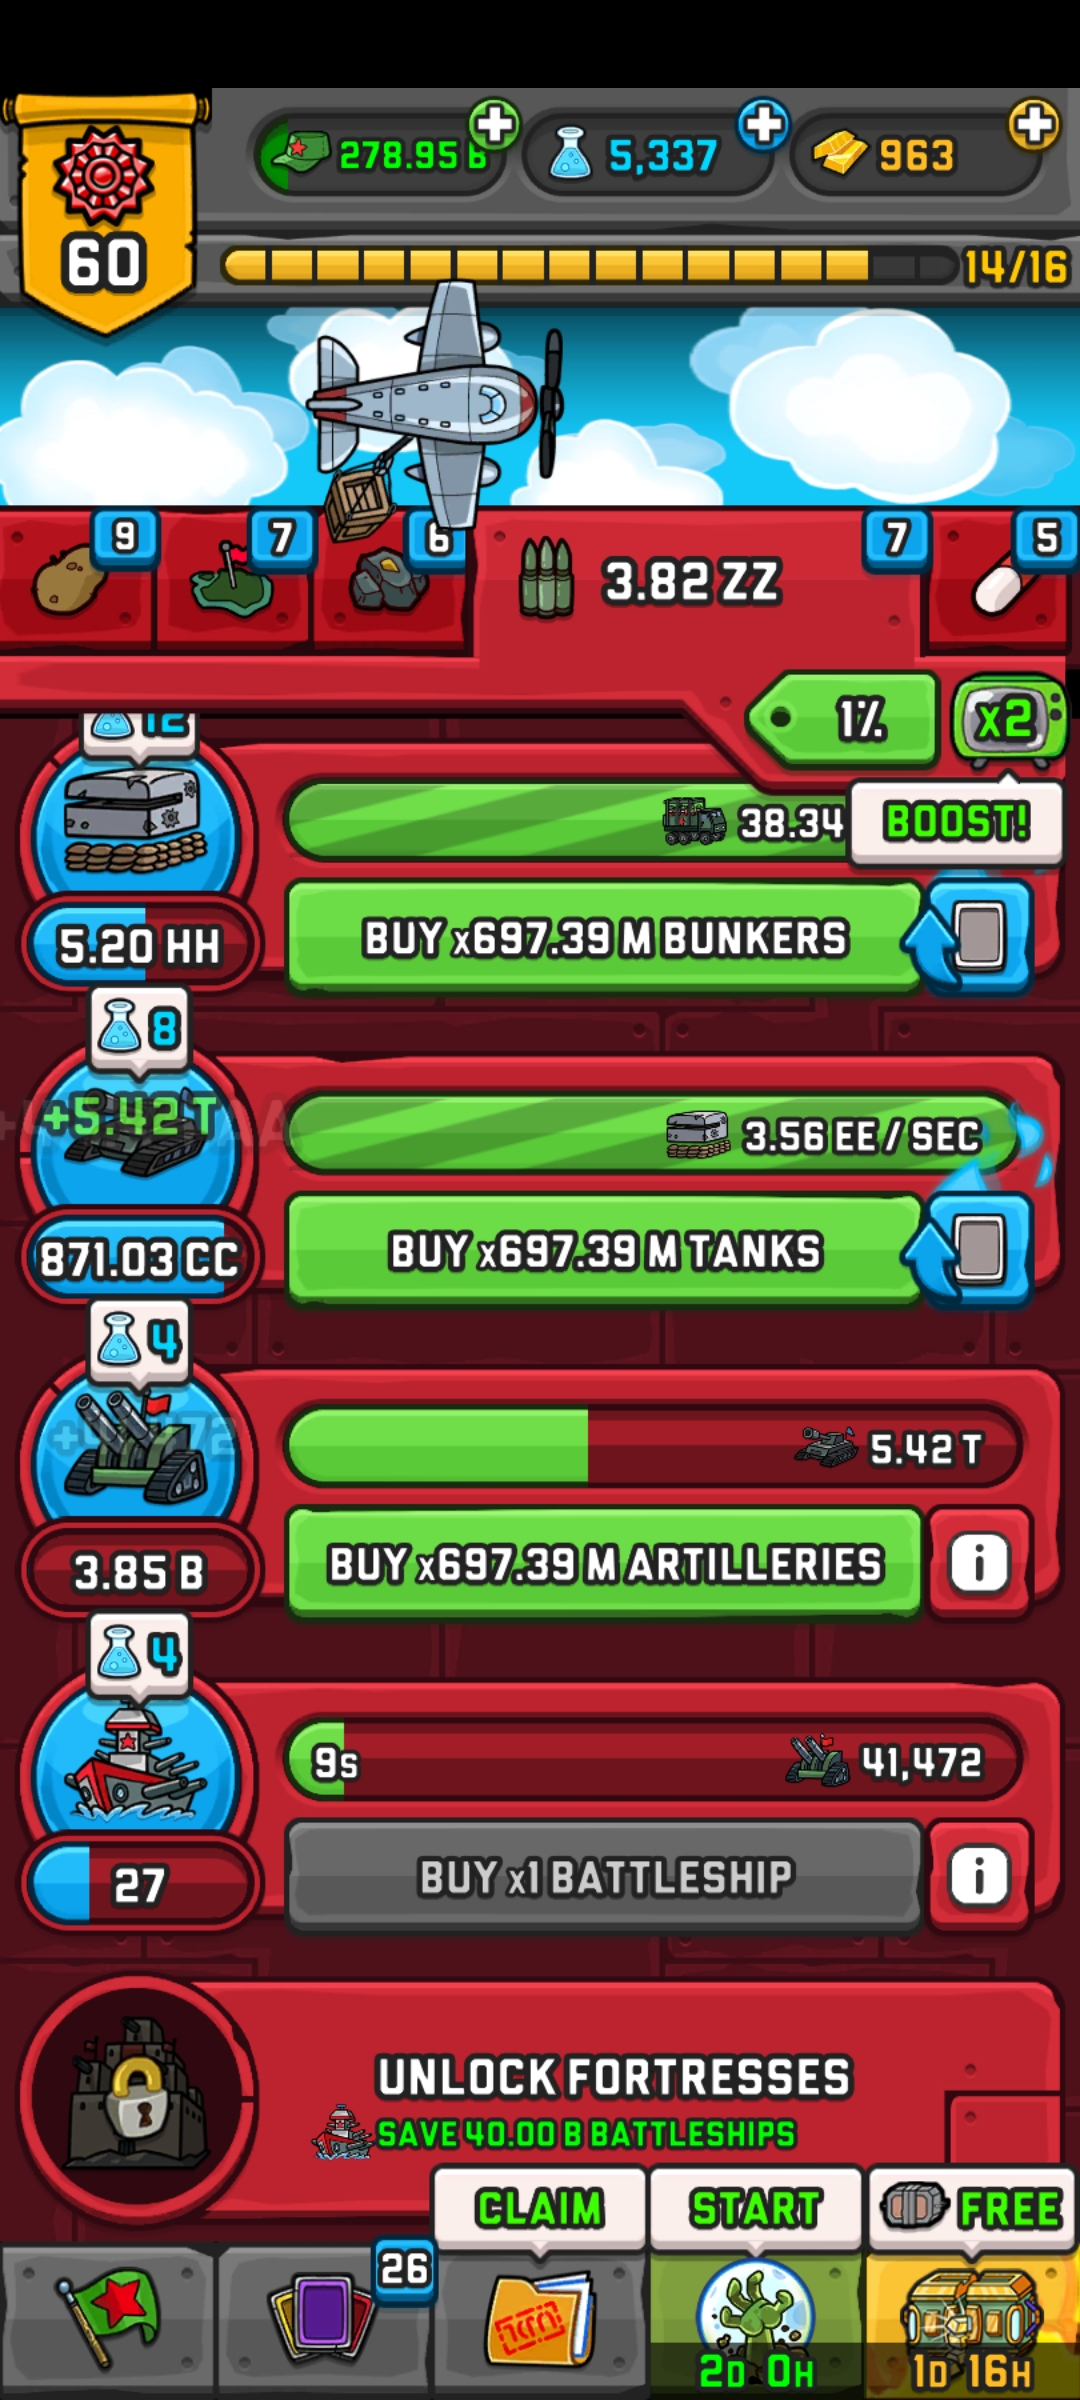 278.95 B
5,337
963
60
14/16
9
7
6
3.82 ZZ
7
5
1%
x2
12
38.34
BOOST!
5.20 HH
BUY x697.39 M BUNKERS
8
+5.42 T
3.56 EE / SEC
871.03 CC
BUY x697.39 M TANKS
4
5.42 T
3.85 B
BUY x697.39 M ARTILLERIES
4
9s
41,472
27
BUY x1 BATTLESHIP
UNLOCK FORTRESSES
SAVE 40.00 B BATTLESHIPS
CLAIM
START
FREE
26
2D 0H
1D 16H